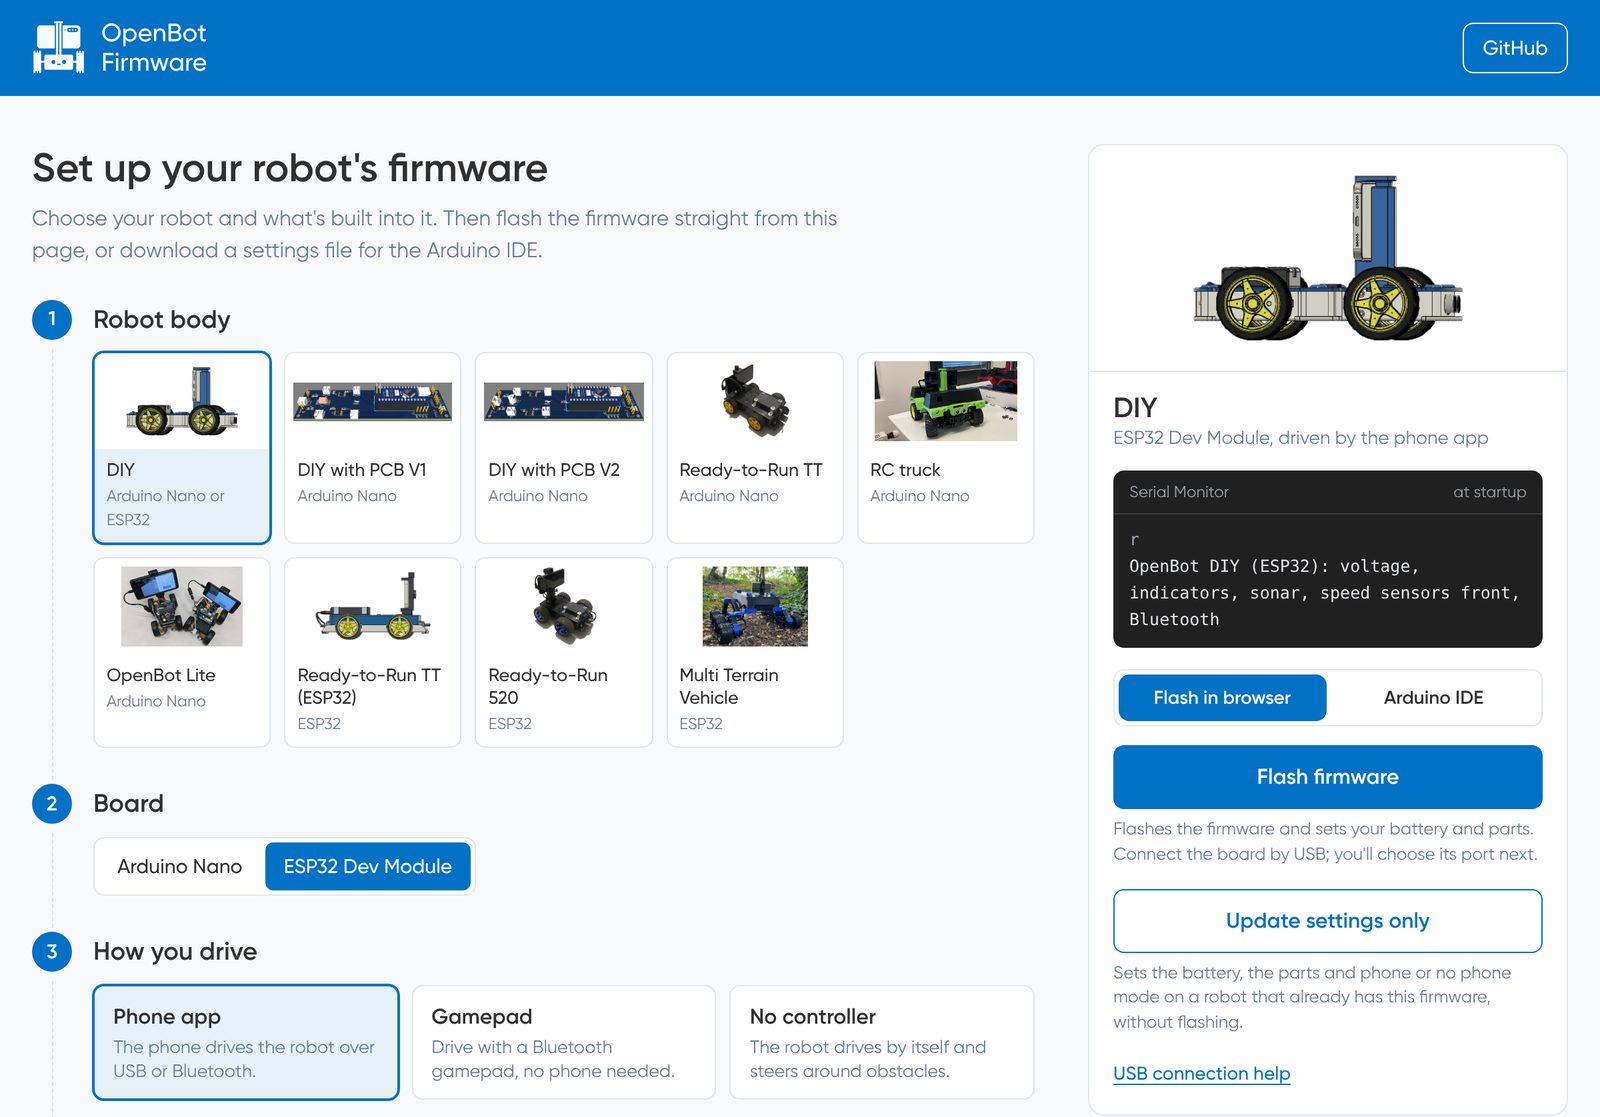 OpenBot
Firmware
GitHub
Set up your robot's firmware
Choose your robot and what's built into it. Then flash the firmware straight from this
page, or download a settings file for the Arduino IDE.
1
Robot body
DIY
Arduino Nano or
ESP32
DIY with PCB V1
Arduino Nano
DIY with PCB V2
Arduino Nano
Ready-to-Run TT
Arduino Nano
RC truck
Arduino Nano
OpenBot Lite
Arduino Nano
Ready-to-Run TT
(ESP32)
ESP32
Ready-to-Run
520
ESP32
Multi Terrain
Vehicle
ESP32
2
Board
Arduino Nano
ESP32 Dev Module
3
How you drive
Phone app
The phone drives the robot over
USB or Bluetooth.
Gamepad
Drive with a Bluetooth
gamepad, no phone needed.
No controller
The robot drives by itself and
steers around obstacles.
DIY
ESP32 Dev Module, driven by the phone app
Serial Monitor
at startup
r
OpenBot DIY (ESP32): voltage,
indicators, sonar, speed sensors front,
Bluetooth
Flash in browser
Arduino IDE
Flash firmware
Flashes the firmware and sets your battery and parts.
Connect the board by USB; you'll choose its port next.
Update settings only
Sets the battery, the parts and phone or no phone
mode on a robot that already has this firmware,
without flashing.
USB connection help